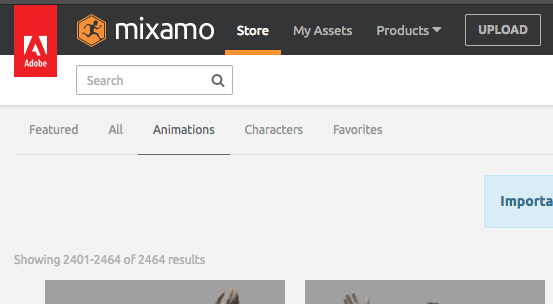 Adobe
mixamo Store My Assets Products UPLOAD
Search
Featured All Animations Characters Favorites
Importa
Showing 2401-2464 of 2464 results